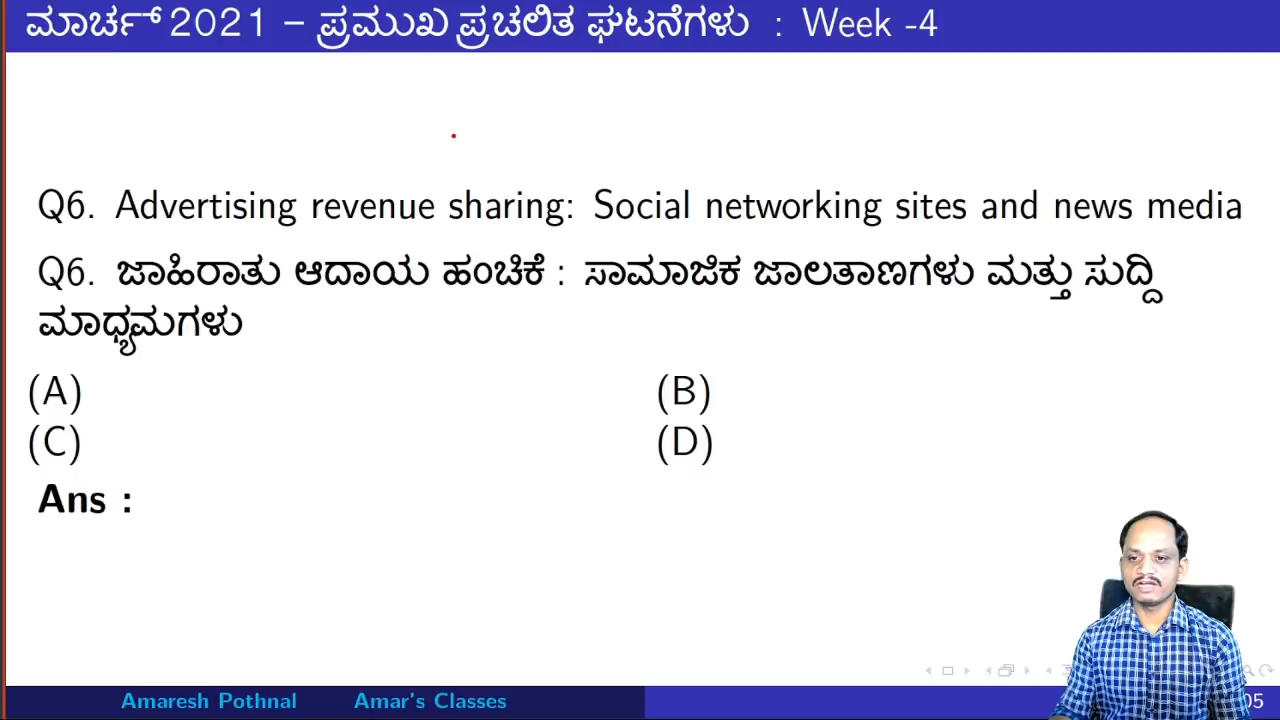 ಮಾರ್ಚ್ 2021 – ಪ್ರಮುಖ ಪ್ರಚಲಿತ ಘಟನೆಗಳು : Week -4
Q6. Advertising revenue sharing: Social networking sites and news media
Q6. ಜಾಹಿರಾತು ಆದಾಯ ಹಂಚಿಕೆ : ಸಾಮಾಜಿಕ ಜಾಲತಾಣಗಳು ಮತ್ತು ಸುದ್ದಿ
ಮಾಧ್ಯಮಗಳು
(A) (B)
(C) (D)
Ans :
Amaresh Pothnal Amar's Classes